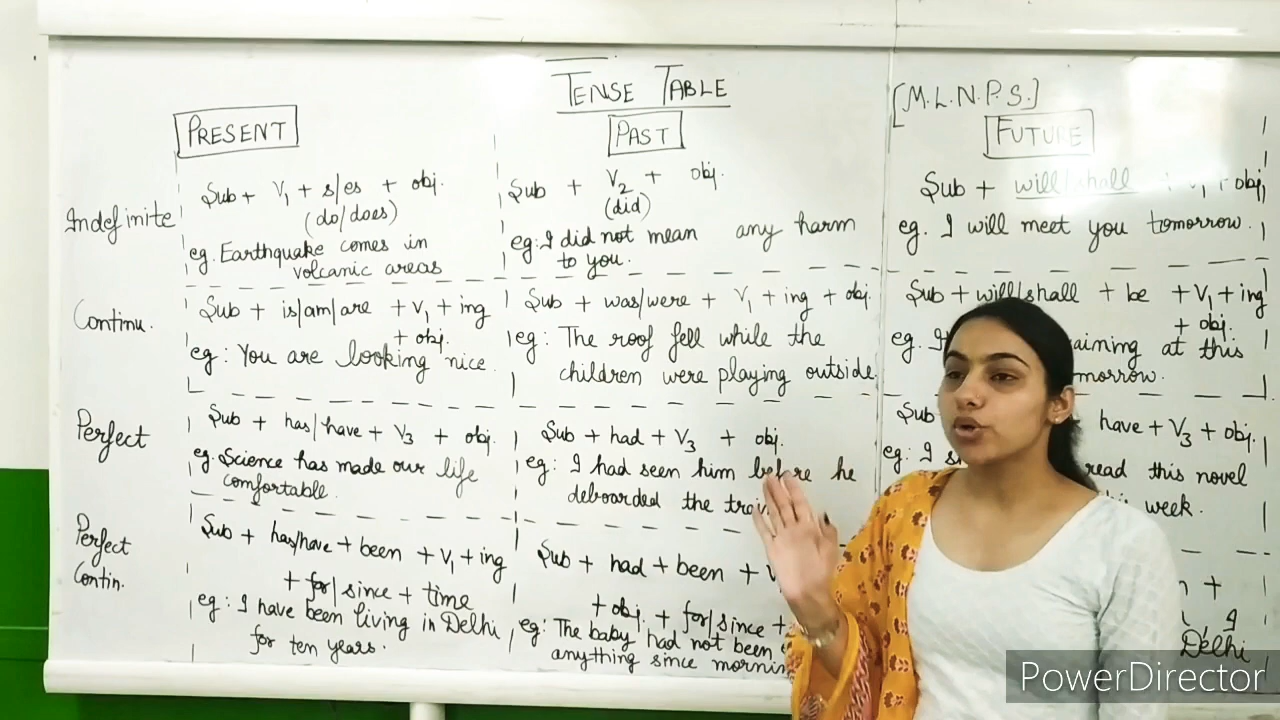 TENSE TABLE
[M.L.N.P.S.]
PRESENT
PAST
FUTURE
Indefinite
Sub + V1 + s/es + obj.
(do/does)
eg. Earthquake comes in
volcanic areas
Sub + V2 + obj.
(did)
eg: I did not mean any harm
to you.
Sub + will/shall + V1 + obj.
eg. I will meet you tomorrow.
Continu.
Sub + is/am/are + V1 + ing
+ obj.
eg: You are looking nice.
Sub + was/were + V1 + ing + obj.
eg: The roof fell while the
children were playing outside.
Sub + will/shall + be + V1 + ing
+ obj.
eg. at this
Perfect
Sub + has/have + V3 + obj.
eg. Science has made our life
comfortable.
Sub + had + V3 + obj.
eg: I had seen him before he
deboarded the
Sub have + V3 + obj.
eg: I read this novel
week.
Perfect
Contin.
Sub + has/have + been + V1 + ing
+ for/since + time
eg: I have been living in Delhi
for ten years.
Sub + had + been +
+ obj. + for/since +
eg: The baby had not been
anything since
+
Delhi
PowerDirector